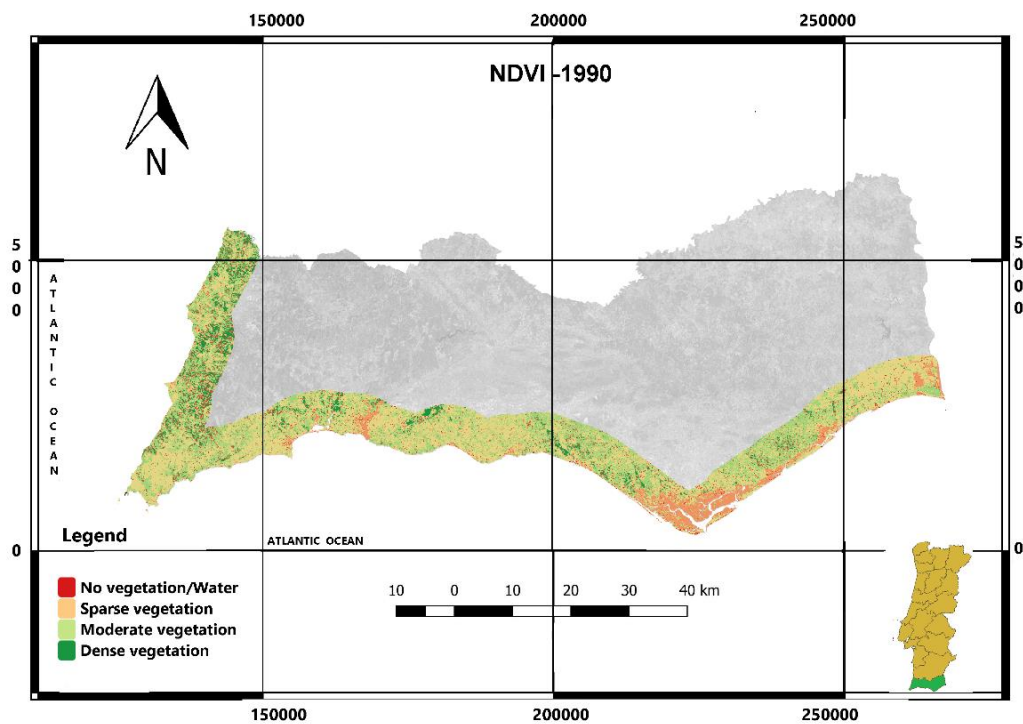 150000 200000 250000
NDVI -1990
N
5
0
0
0
5
0
0
0
ATLANTIC OCEAN
Legend
ATLANTIC OCEAN
0 0
No vegetation/Water
Sparse vegetation
Moderate vegetation
Dense vegetation
10 0 10 20 30 40 km
150000 200000 250000